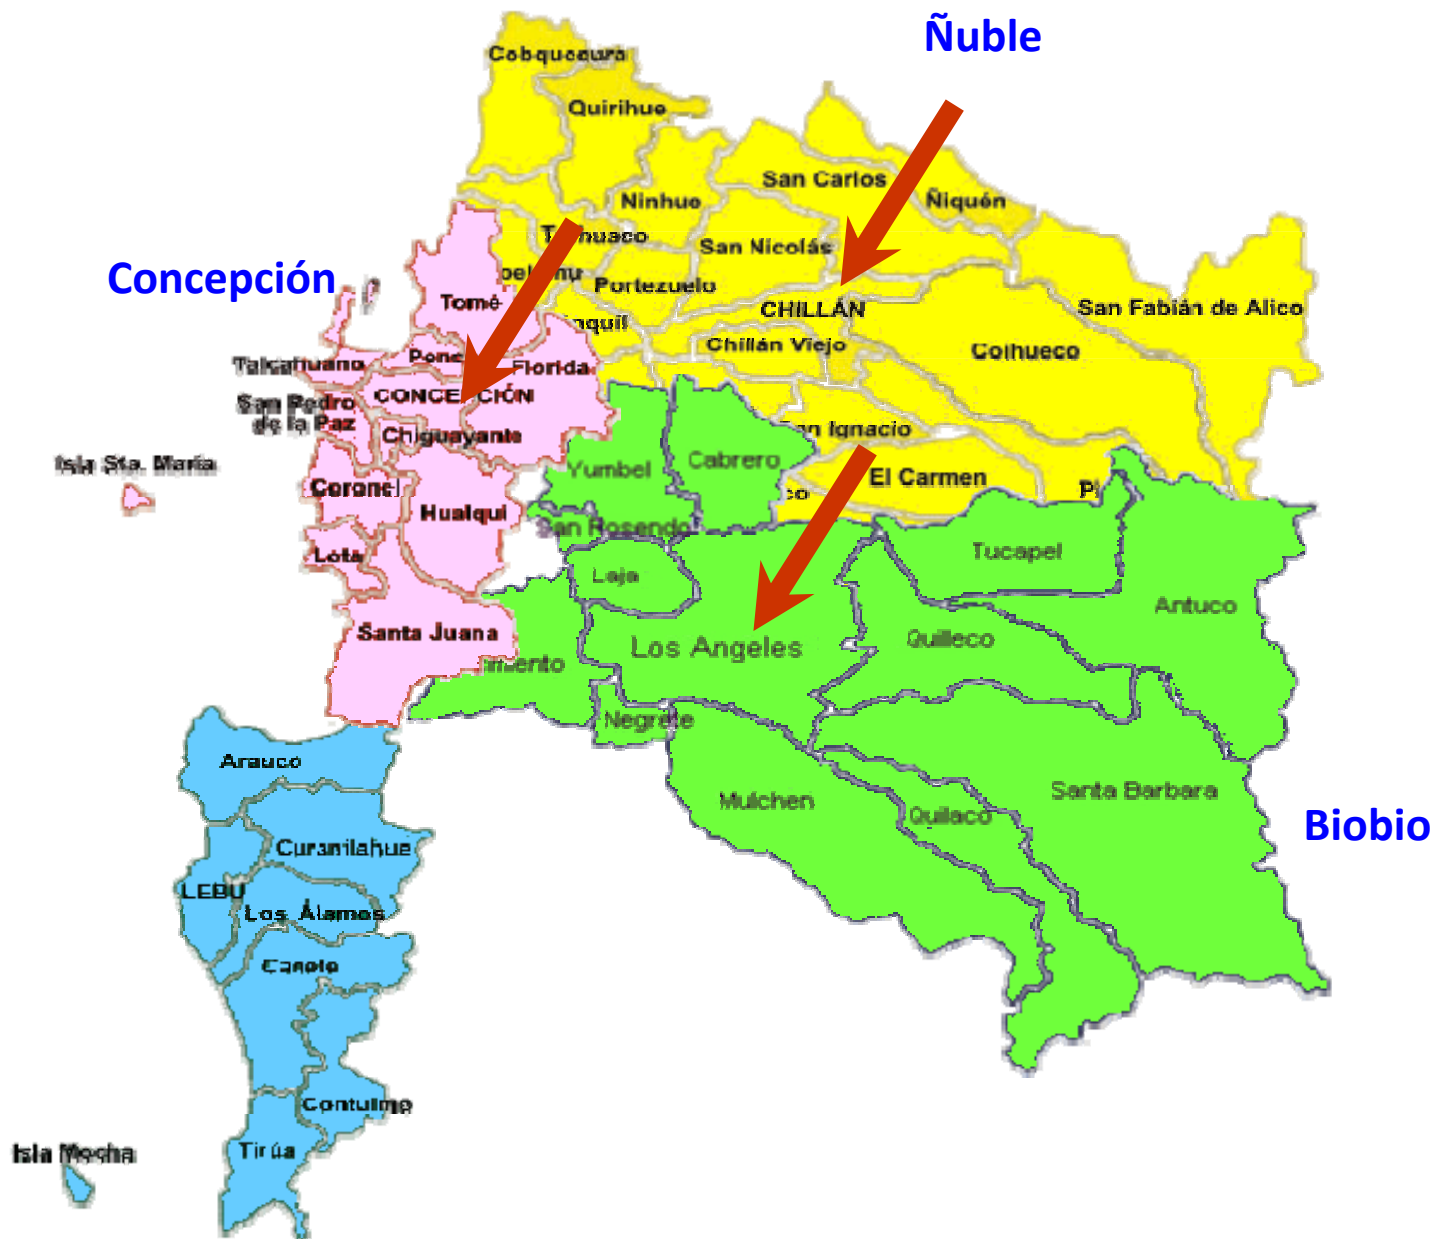 Ñuble
Cobquecura
Quirihue
San Carlos
Ninhue
Ñiquén
San Nicolás
Concepción
Portezuelo
Tomé
CHILLÁN
San Fabián de Alico
Chillán Viejo
Coihueco
Talcahuano
Florida
CONCEPCIÓN
San Pedro
de la Paz
Chiguayante
Ignacio
Isla Sta. María
Yumbel
Cabrero
El Carmen
Coronel
Hualqui
San Rosendo
Lota
Tucapel
Laja
Antuco
Santa Juana
Los Angeles
Quilleco
Negrete
Arauco
Mulchen
Santa Barbara
Quilaco
Biobio
Curanilahue
LEBU
Los Álamos
Canete
Contulmo
Tirúa
Isla Mocha